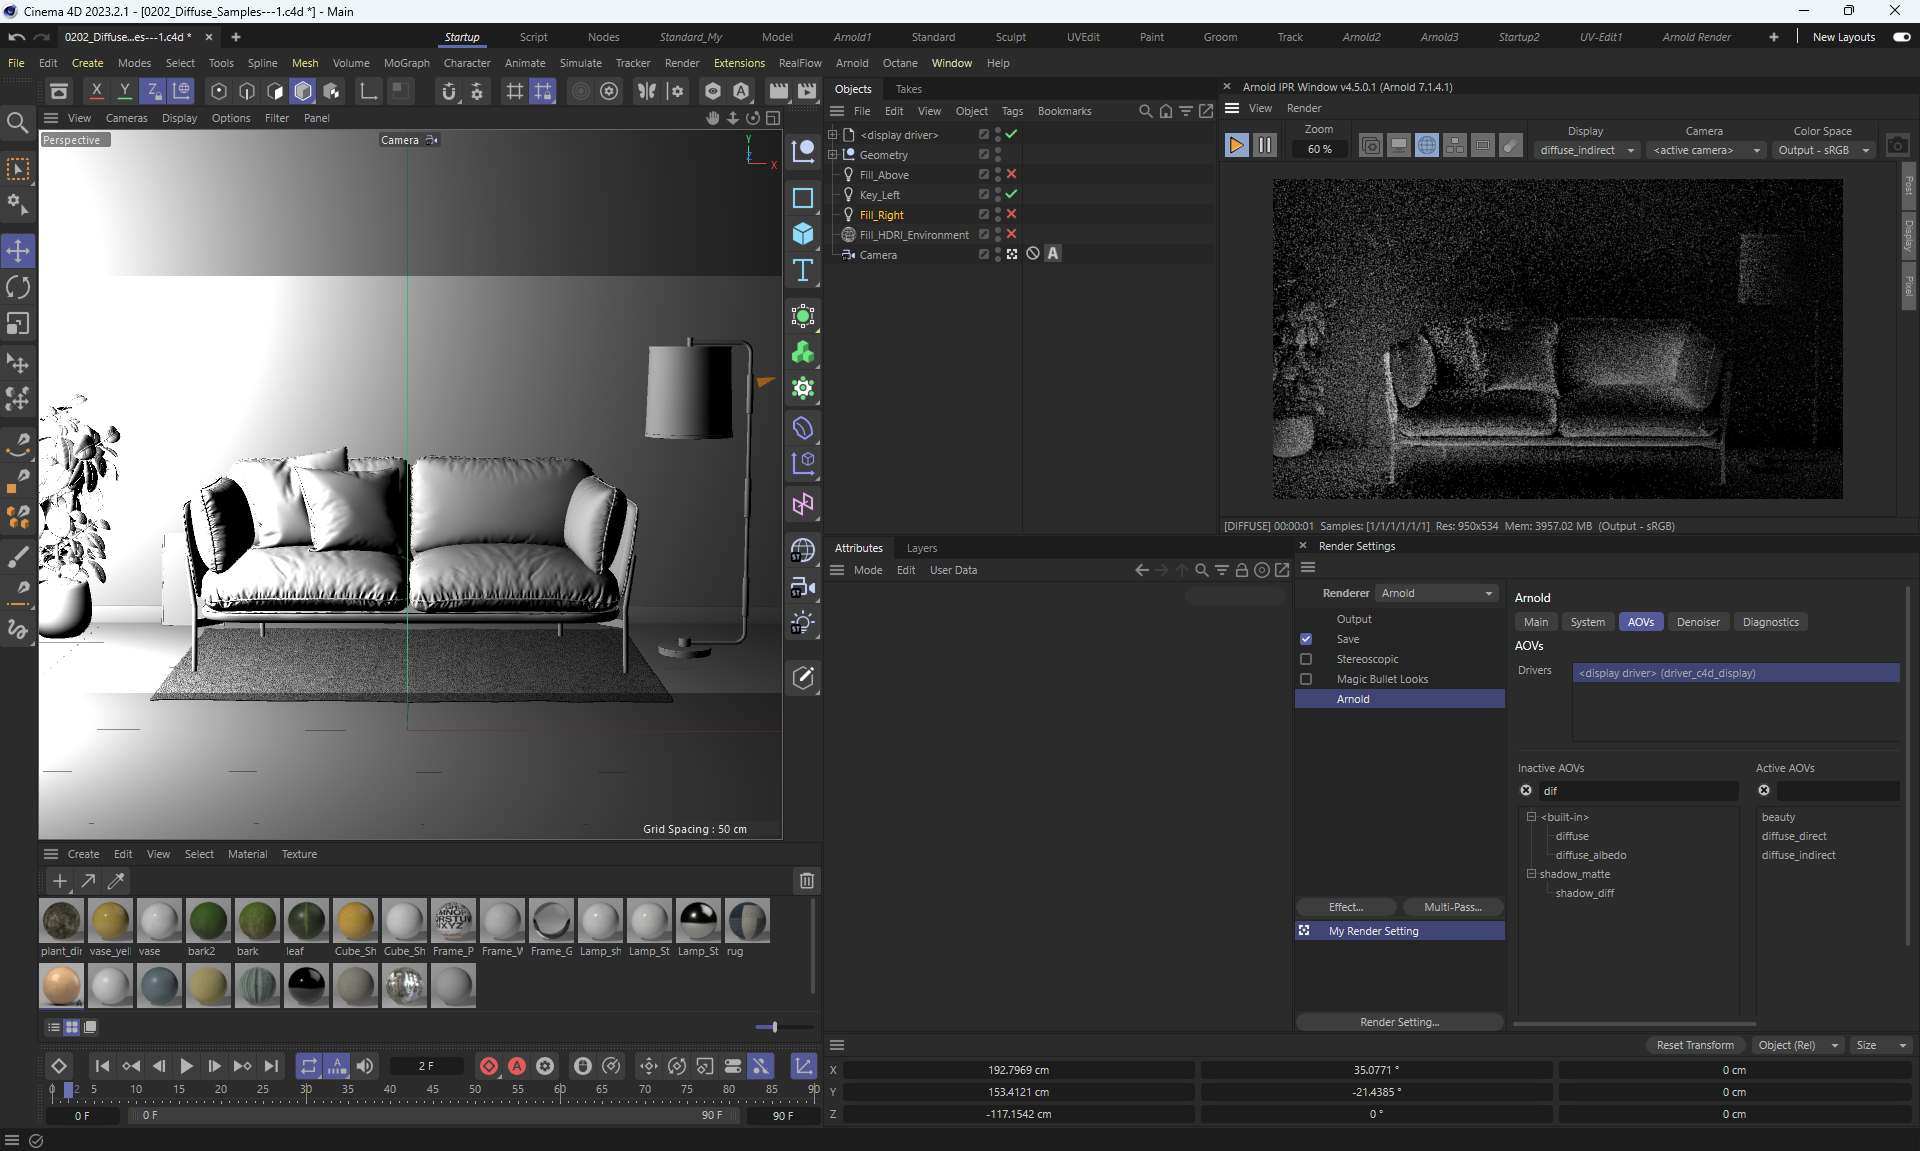 Cinema 4D 2023.2.1 - [0202_Diffuse_Samples---1.c4d *] - Main
0202_Diffuse...es---1.c4d *
Startup Script Nodes Standard_My Model Arnold1 Standard Sculpt UVEdit Paint Groom Track Arnold2 Arnold3 Startup2 UV-Edit1 Arnold Render New Layouts
File Edit Create Modes Select Tools Spline Mesh Volume MoGraph Character Animate Simulate Tracker Render Extensions RealFlow Arnold Octane Window Help
X Y Z
View Cameras Display Options Filter Panel
Perspective
Camera
Y
Z
X
Grid Spacing : 50 cm
Objects Takes
File Edit View Object Tags Bookmarks
<display driver>
Geometry
Fill_Above
Key_Left
Fill_Right
Fill_HDRI_Environment
Camera
A
Arnold IPR Window v4.5.0.1 (Arnold 7.1.4.1)
View Render
Zoom
60 %
Display
diffuse_indirect
Camera
<active camera>
Color Space
Output - sRGB
Post
Display
Pixel
[DIFFUSE] 00:00:01 Samples: [1/1/1/1/1/1] Res: 950x534 Mem: 3957.02 MB (Output - sRGB)
Attributes Layers
Mode Edit User Data
Render Settings
Renderer Arnold
Output
Save
Stereoscopic
Magic Bullet Looks
Arnold
Effect... Multi-Pass...
My Render Setting
Render Setting...
Arnold
Main System AOVs Denoiser Diagnostics
AOVs
Drivers <display driver> (driver_c4d_display)
Inactive AOVs Active AOVs
dif
<built-in>
diffuse
diffuse_albedo
shadow_matte
shadow_diff
beauty
diffuse_direct
diffuse_indirect
Create Edit View Select Material Texture
plant_dir vase_yell vase bark2 bark leaf Cube_Sh Cube_Sh Frame_P Frame_V Frame_G Lamp_sh Lamp_St Lamp_St rug
2 F
0 2 5 10 15 20 25 30 35 40 45 50 55 60 65 70 75 80 85 90
0 F 0 F 90 F 90 F
Reset Transform Object (Rel) Size
X 192.7969 cm 35.0771 ° 0 cm
Y 153.4121 cm -21.4385 ° 0 cm
Z -117.1542 cm 0 ° 0 cm